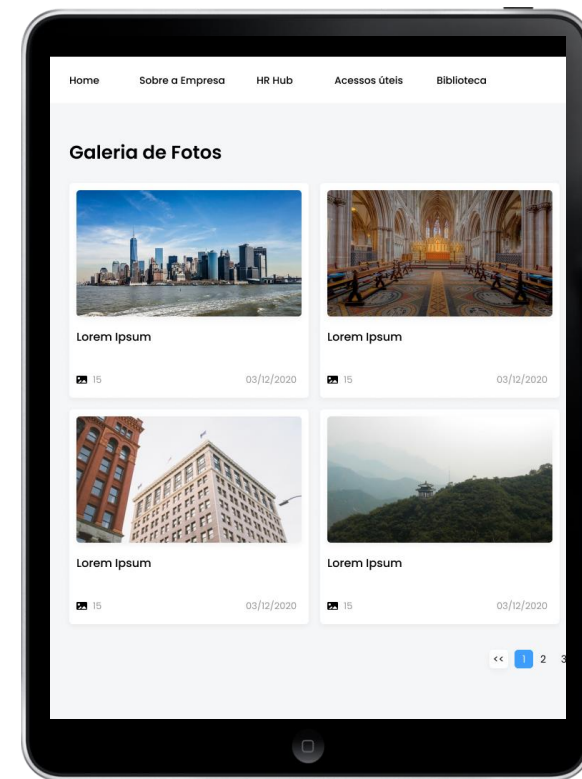 Home Sobre a Empresa HR Hub Acessos úteis Biblioteca
Galeria de Fotos
Lorem Ipsum
15 03/12/2020
Lorem Ipsum
15 03/12/2020
Lorem Ipsum
15 03/12/2020
Lorem Ipsum
15 03/12/2020
<< 1 2 3